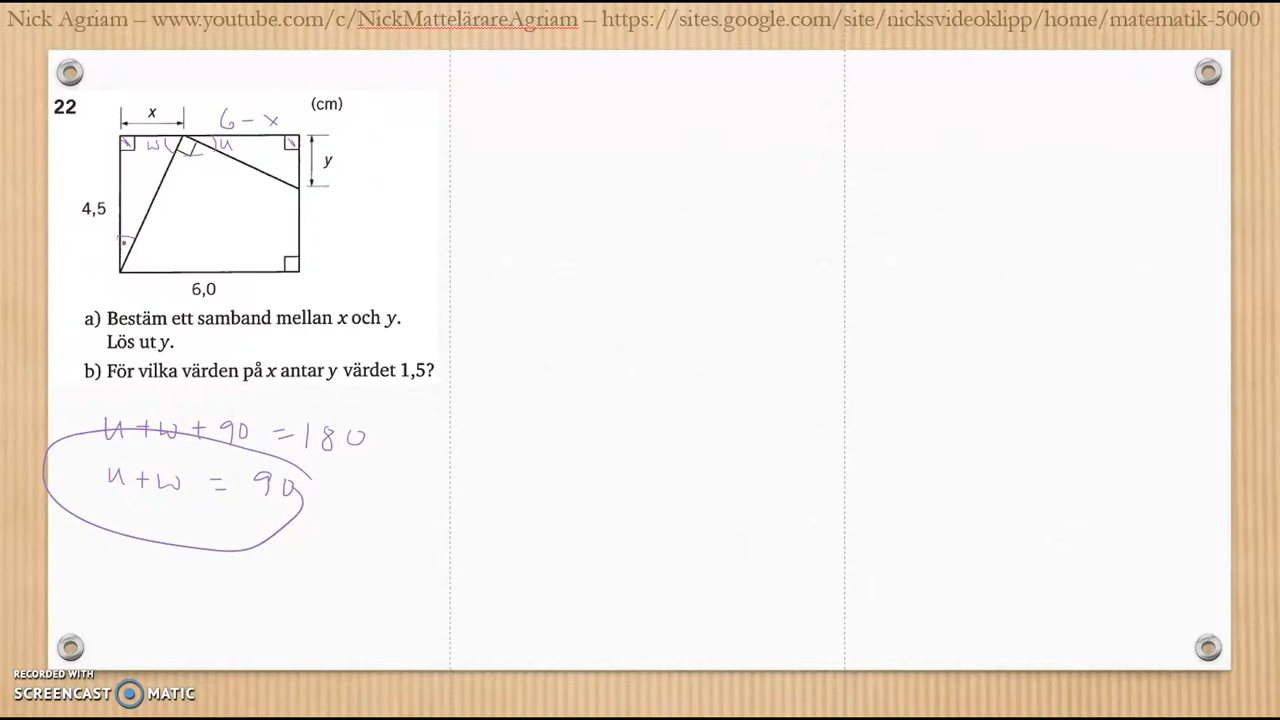 Nick Agriam – www.youtube.com/c/NickMattelärareAgriam – https://sites.google.com/site/nicksvideoklipp/home/matematik-5000
22
x
(cm)
6 - x
w
u
y
4,5
6,0
a) Bestäm ett samband mellan x och y.
Lös ut y.
b) För vilka värden på x antar y värdet 1,5?
u + w + 90 = 180
u + w = 90
RECORDED WITH
SCREENCAST MATIC